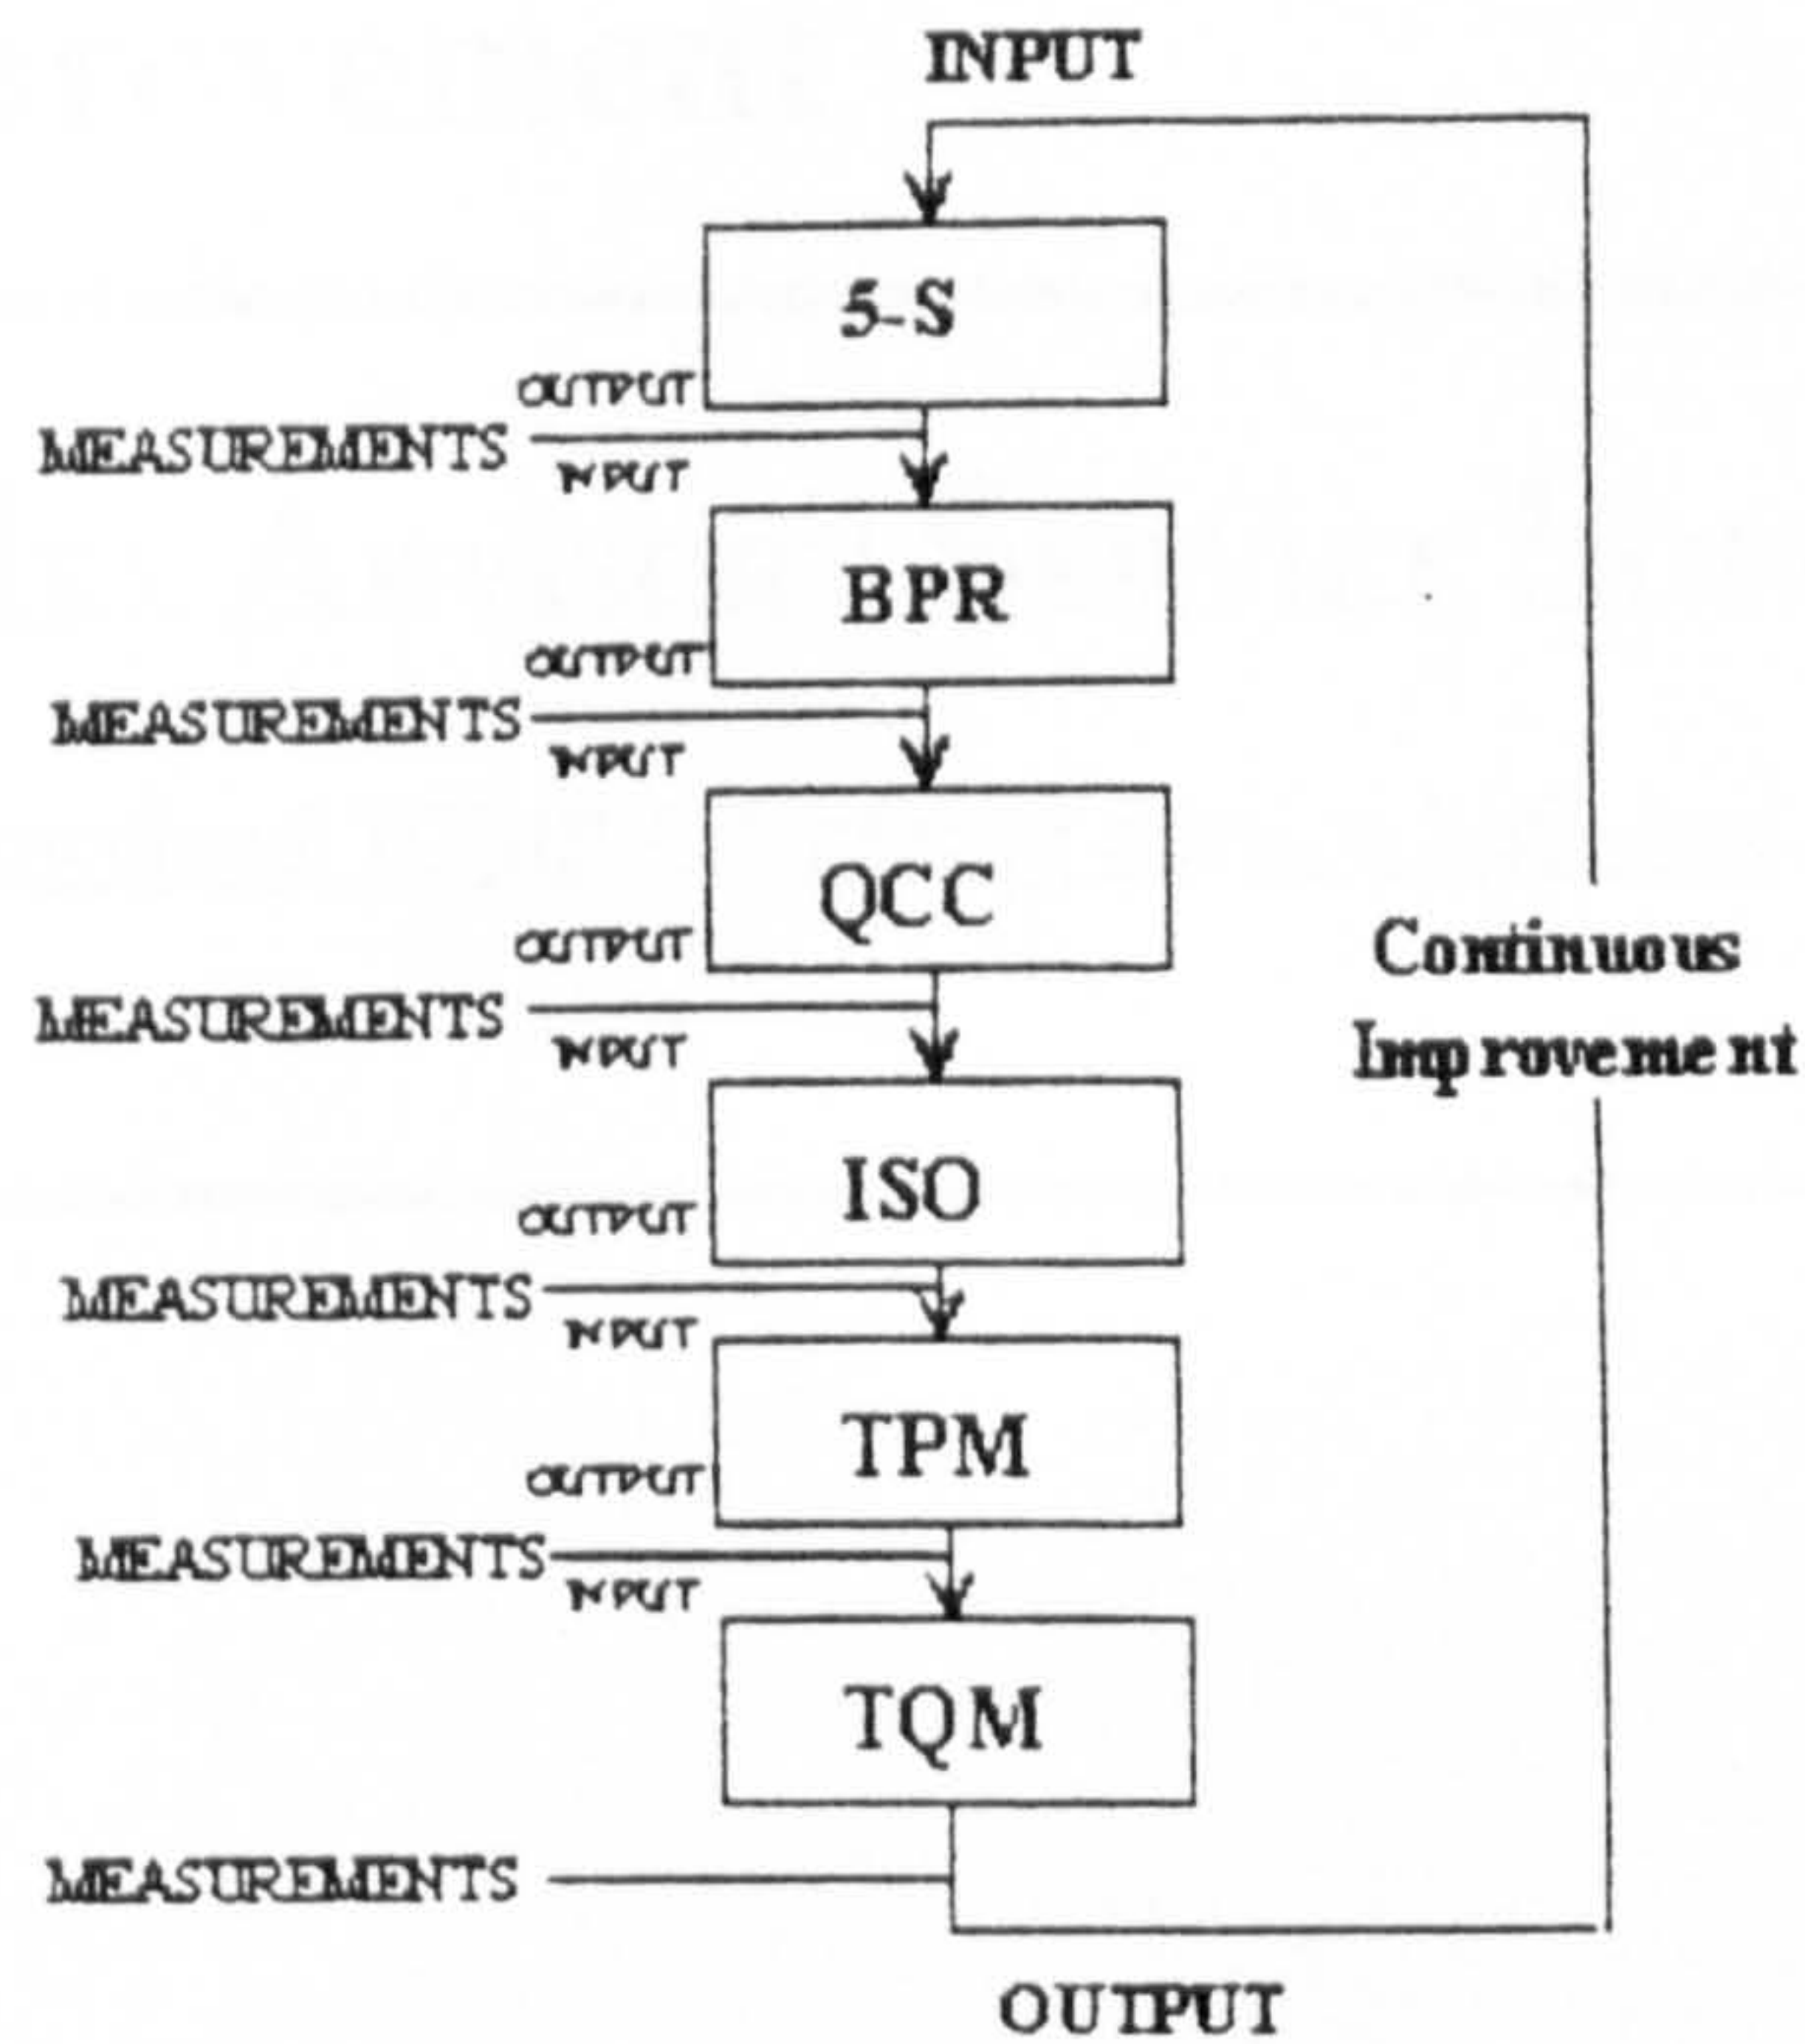 INPUT
5-S
OUTPUT
MEASUREMENTS
INPUT
BPR
OUTPUT
MEASUREMENTS
INPUT
QCC
OUTPUT
MEASUREMENTS
INPUT
Continuous
Improvement
ISO
OUTPUT
MEASUREMENTS
INPUT
TPM
OUTPUT
MEASUREMENTS
INPUT
TQM
MEASUREMENTS
OUTPUT